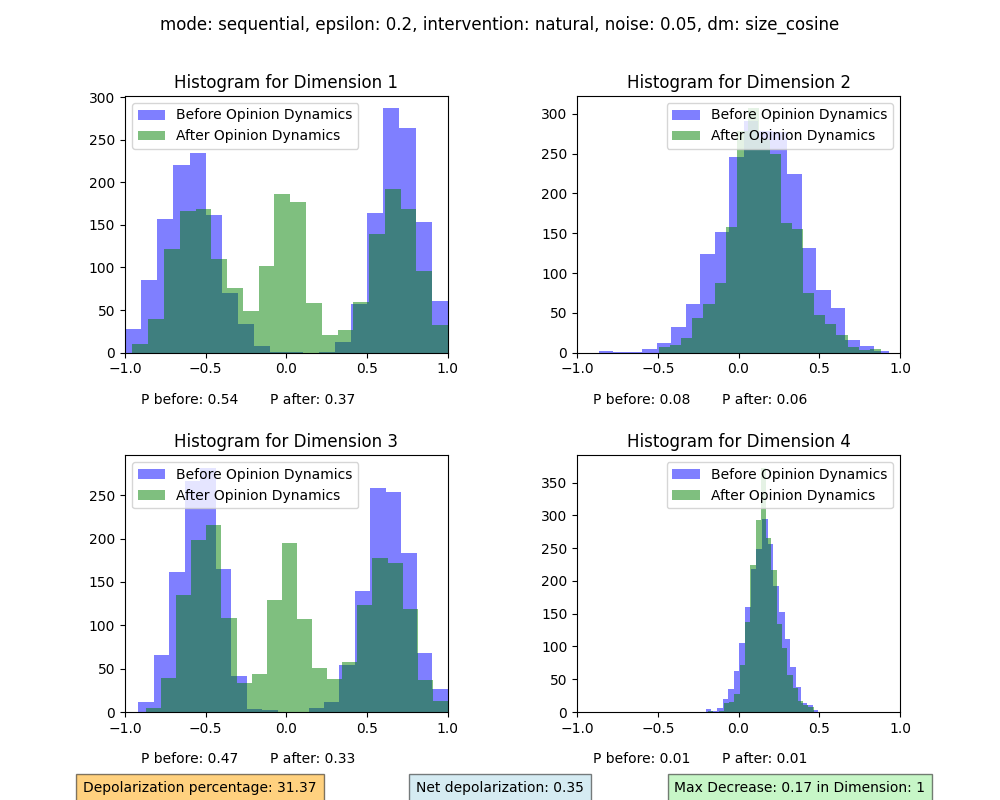 mode: sequential, epsilon: 0.2, intervention: natural, noise: 0.05, dm: size_cosine
Histogram for Dimension 1
Before Opinion Dynamics
After Opinion Dynamics
300
250
200
150
100
50
0
−1.0 −0.5 0.0 0.5 1.0
P before: 0.54 P after: 0.37
Histogram for Dimension 2
Before Opinion Dynamics
After Opinion Dynamics
300
250
200
150
100
50
0
−1.0 −0.5 0.0 0.5 1.0
P before: 0.08 P after: 0.06
Histogram for Dimension 3
Before Opinion Dynamics
After Opinion Dynamics
250
200
150
100
50
0
−1.0 −0.5 0.0 0.5 1.0
P before: 0.47 P after: 0.33
Histogram for Dimension 4
Before Opinion Dynamics
After Opinion Dynamics
350
300
250
200
150
100
50
0
−1.0 −0.5 0.0 0.5 1.0
P before: 0.01 P after: 0.01
Depolarization percentage: 31.37
Net depolarization: 0.35
Max Decrease: 0.17 in Dimension: 1